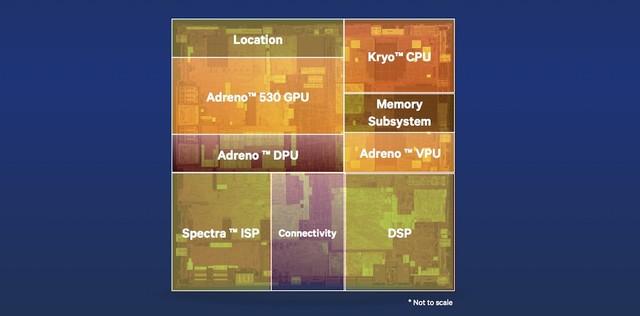 Location
Kryo™ CPU
Adreno™ 530 GPU
Memory
Subsystem
Adreno ™ DPU
Adreno ™ VPU
Spectra ™ ISP
Connectivity
DSP
* Not to scale